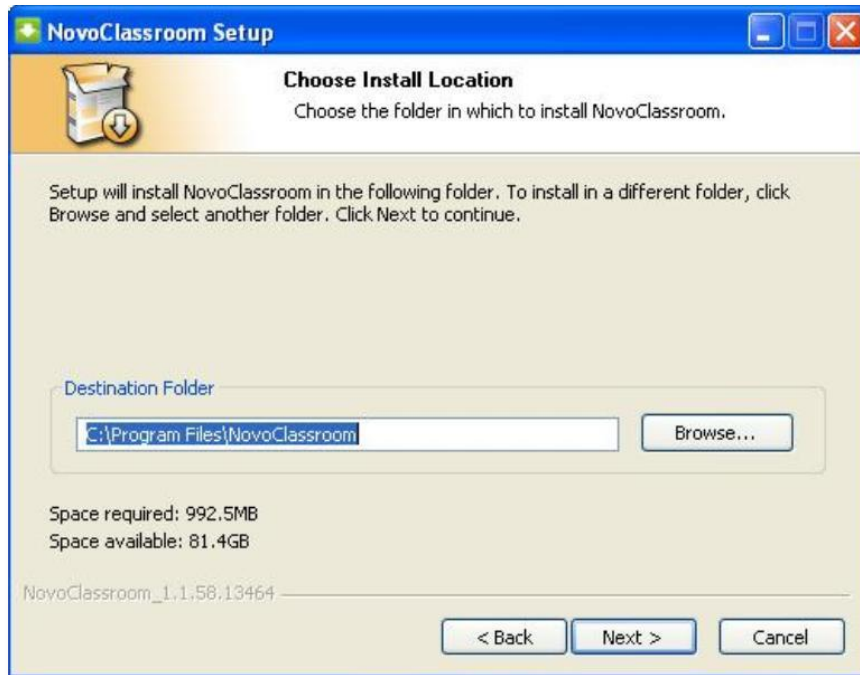 NovoClassroom Setup
Choose Install Location
Choose the folder in which to install NovoClassroom.
Setup will install NovoClassroom in the following folder. To install in a different folder, click
Browse and select another folder. Click Next to continue.
Destination Folder
C:\Program Files\NovoClassroom
Browse...
Space required: 992.5MB
Space available: 81.4GB
NovoClassroom_1.1.58.13464
< Back
Next >
Cancel